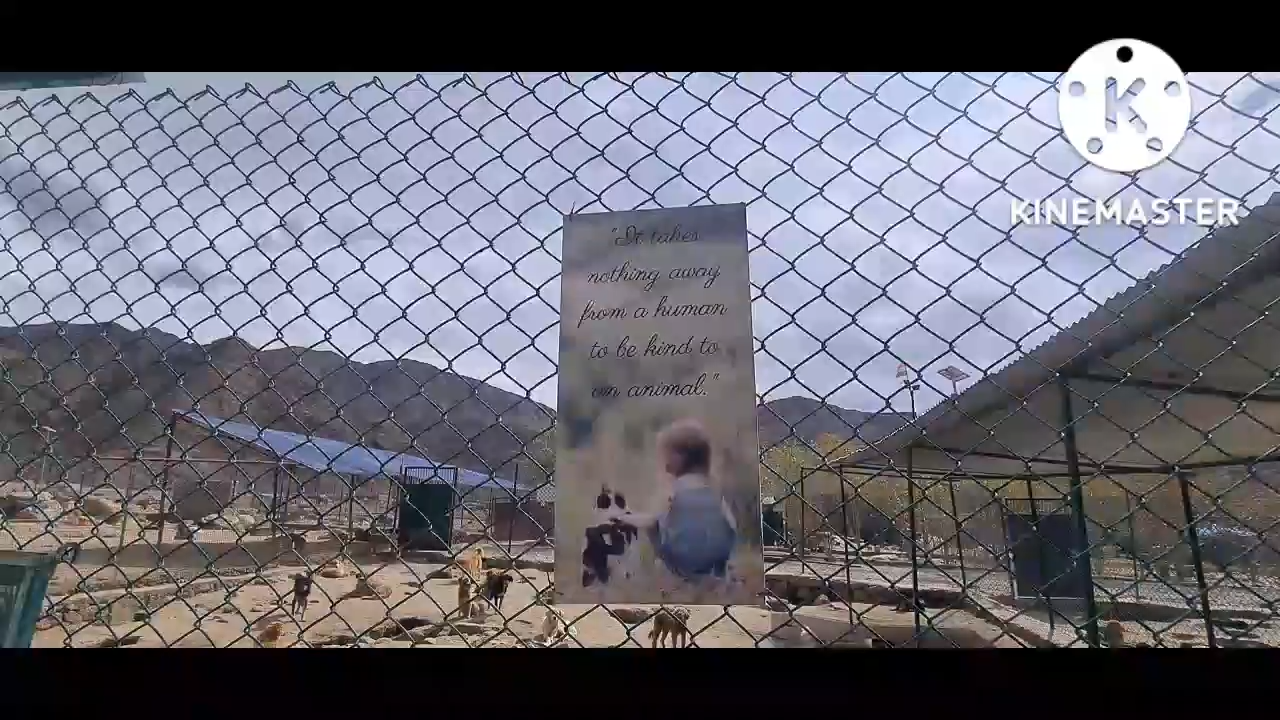 "It takes
nothing away
from a human
to be kind to
an animal."
K
KINEMASTER